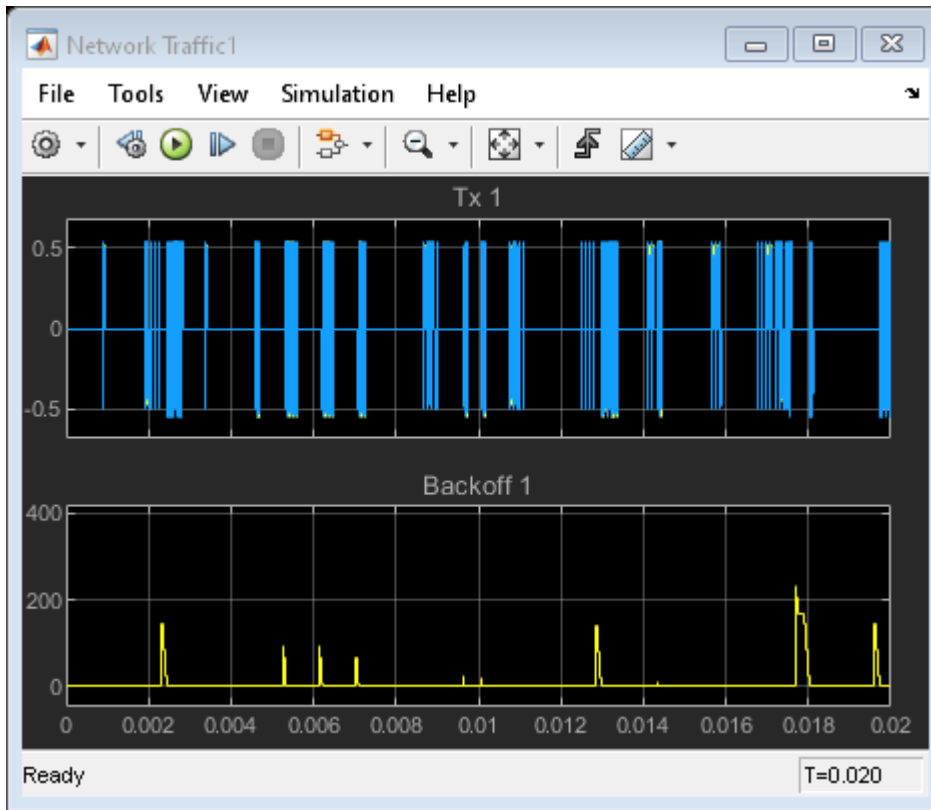 Network Traffic1
File Tools View Simulation Help
Tx 1
0.5
0
-0.5
Backoff 1
400
200
0
0 0.002 0.004 0.006 0.008 0.01 0.012 0.014 0.016 0.018 0.02
Ready T=0.020